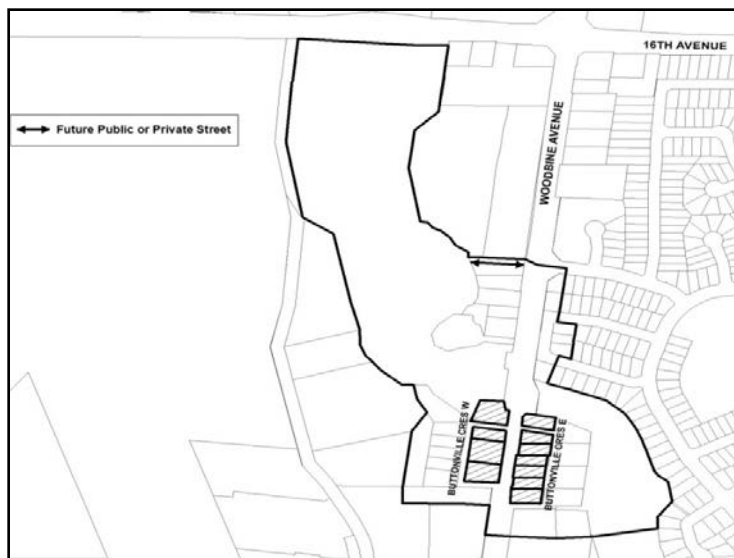 16TH AVENUE
Future Public or Private Street
WOODBINE AVENUE
BUTTONVILLE CRES W
BUTTONVILLE CRES E